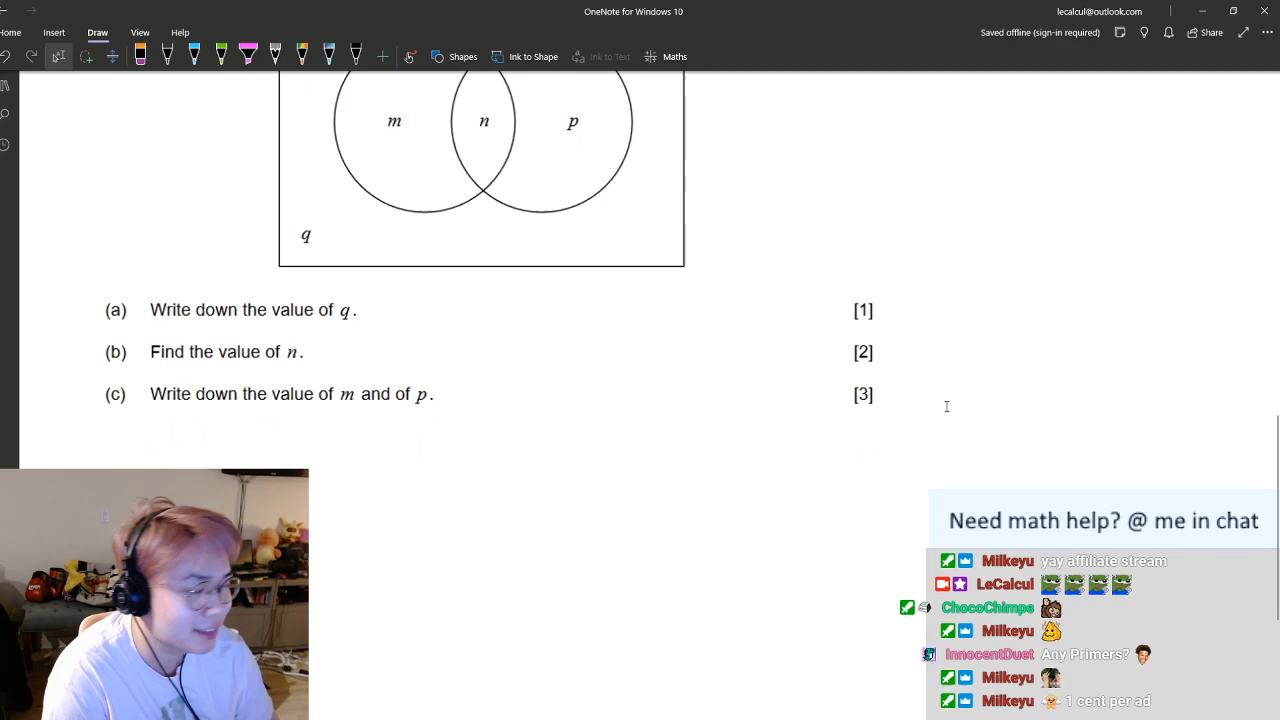 OneNote for Windows 10
lecalcul@outlook.com
Home Insert Draw View Help
Saved offline (sign-in required)
Share
Shapes
Ink to Shape
Ink to Text
Maths
m n p
q
(a) Write down the value of q. [1]
(b) Find the value of n. [2]
(c) Write down the value of m and of p. [3]
Need math help? @ me in chat
Milkeyu yay affiliate stream
LeCalcul
ChocoChimps
Milkeyu
InnocentDuet Any Primers?
Milkeyu
Milkeyu 1 cent per ad